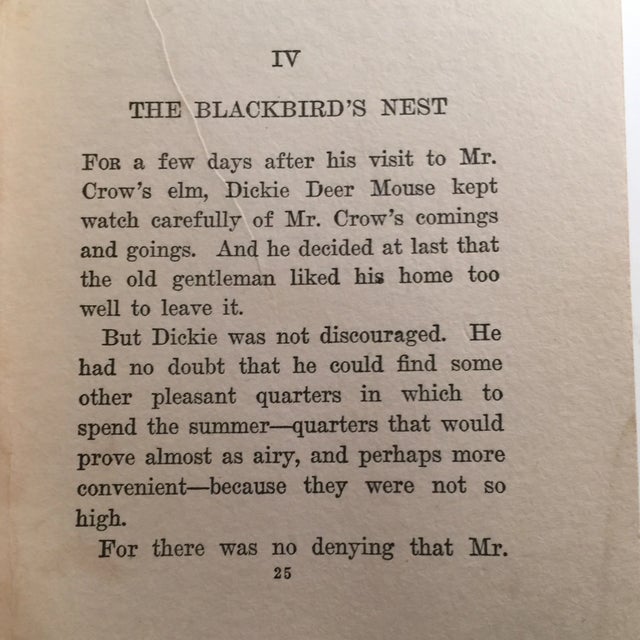 IV
THE BLACKBIRD'S NEST
FOR a few days after his visit to Mr.
Crow's elm, Dickie Deer Mouse kept
watch carefully of Mr. Crow's comings
and goings. And he decided at last that
the old gentleman liked his home too
well to leave it.
But Dickie was not discouraged. He
had no doubt that he could find some
other pleasant quarters in which to
spend the summer—quarters that would
prove almost as airy, and perhaps more
convenient—because they were not so
high.
For there was no denying that Mr.
25